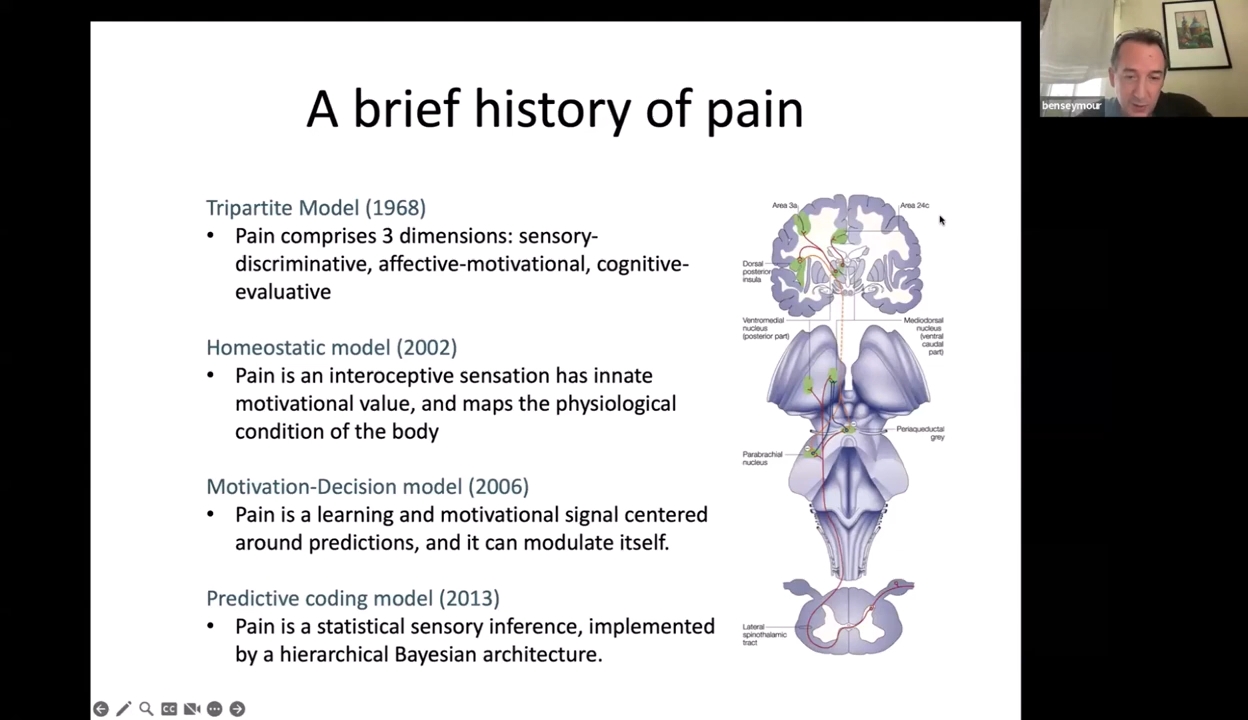 A brief history of pain
benseymour
Tripartite Model (1968)
• Pain comprises 3 dimensions: sensory-
discriminative, affective-motivational, cognitive-
evaluative
Homeostatic model (2002)
• Pain is an interoceptive sensation has innate
motivational value, and maps the physiological
condition of the body
Motivation-Decision model (2006)
• Pain is a learning and motivational signal centered
around predictions, and it can modulate itself.
Predictive coding model (2013)
• Pain is a statistical sensory inference, implemented
by a hierarchical Bayesian architecture.
Area 3a
Area 24c
Dorsal
posterior
insula
Ventromedial
nucleus
(posterior part)
Mediodorsal
nucleus
(ventral
caudal
part)
Periaqueductal
grey
Parabrachial
nucleus
Lateral
spinothalamic
tract
CC